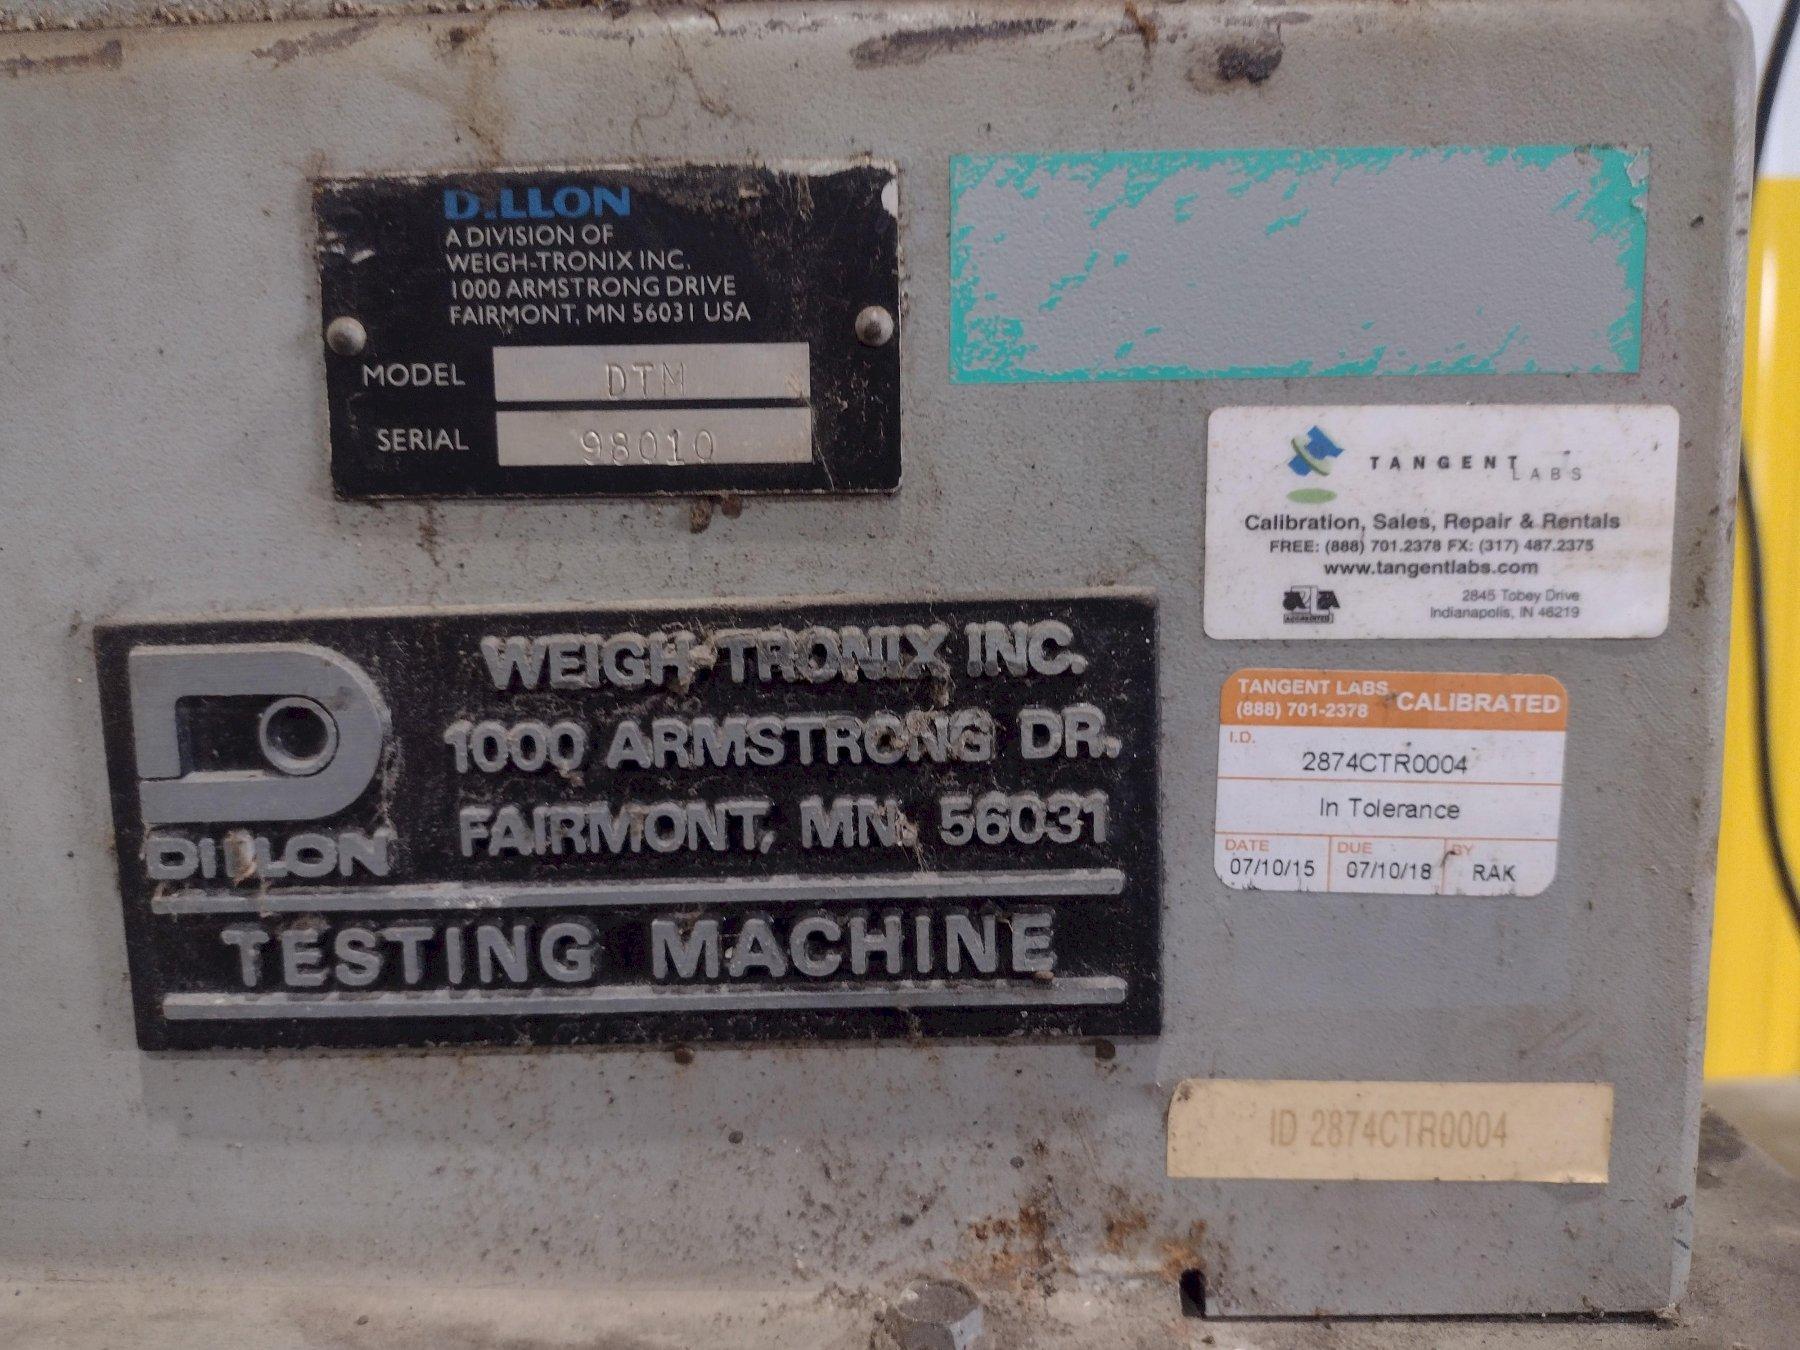 DILLON
A DIVISION OF
WEIGH-TRONIX INC.
1000 ARMSTRONG DRIVE
FAIRMONT, MN 56031 USA
MODEL DTM
SERIAL 98010
TANGENT LABS
Calibration, Sales, Repair & Rentals
FREE: (888) 701.2378 FX: (317) 487.2375
www.tangentlabs.com
2845 Tobey Drive
Indianapolis, IN 46219
ACCREDITED
WEIGH-TRONIX INC.
1000 ARMSTRONG DR.
FAIRMONT, MN. 56031
DILLON
TESTING MACHINE
TANGENT LABS
(888) 701-2378
CALIBRATED
I.D.
2874CTR0004
In Tolerance
DATE DUE BY
07/10/15 07/10/18 RAK
ID 2874CTR0004